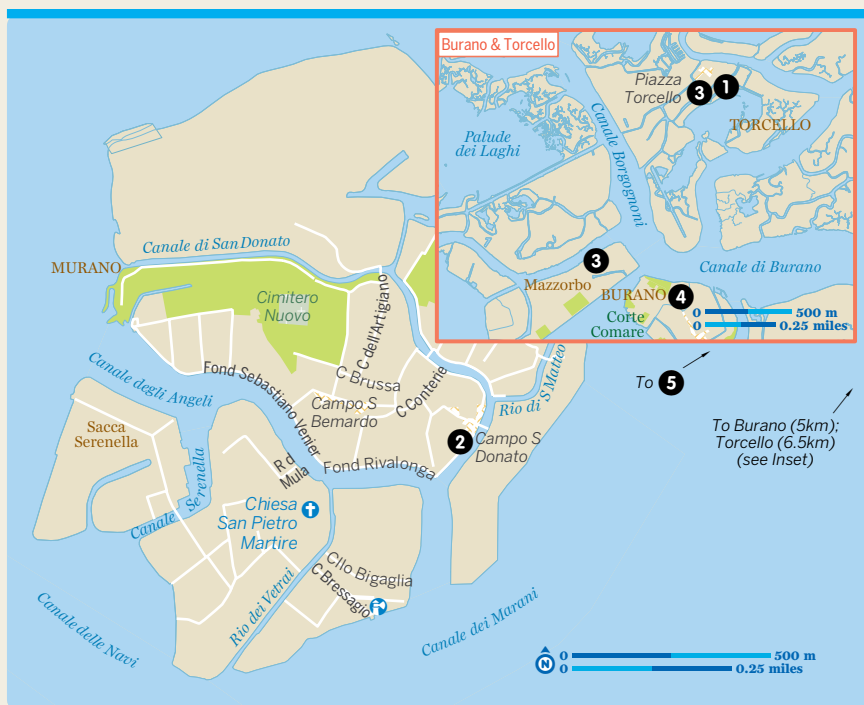 Burano & Torcello
Piazza
Torcello
3
1
TORCELLO
Palude
dei Laghi
Canale Borgognoni
3
Mazzorbo
Canale di Burano
BURANO
4
Corte
Comare
0
500 m
0
0.25 miles
Canale di San Donato
MURANO
Cimitero
Nuovo
C dell'Artigiano
C Brussa
Fond Sebastiano Venier
Canale degli Angeli
Campo S
Bernardo
C Conterie
Rio di S Matteo
To 5
To Burano (5km);
Torcello (6.5km)
(see Inset)
2
Campo S
Donato
Sacca
Serenella
R d
Mula
Fond Rivalonga
Canale Serenella
Chiesa
San Pietro
Martire
Cllo Bigaglia
C Bressagio
Rio dei Vetrai
Canale delle Navi
Canale dei Marani
N
0
500 m
0
0.25 miles